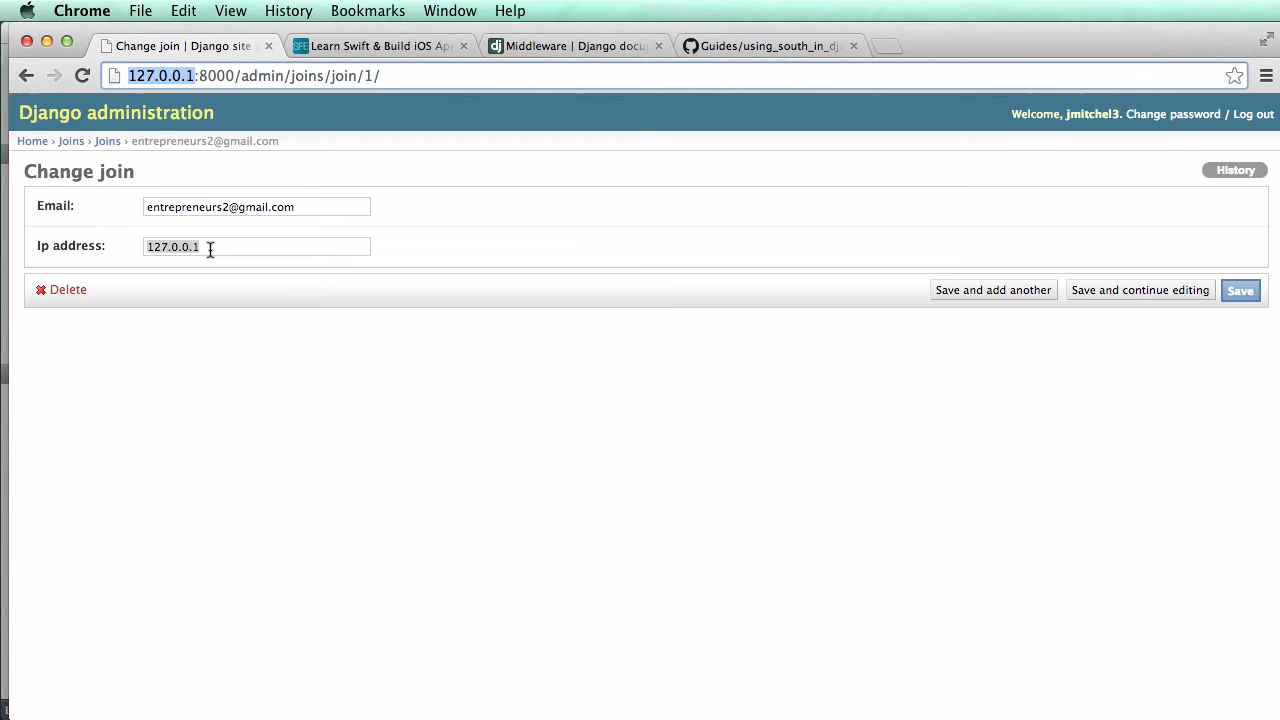 Chrome File Edit View History Bookmarks Window Help
Change join | Django site Learn Swift & Build iOS Ap Middleware | Django docu Guides/using_south_in_dj
127.0.0.1:8000/admin/joins/join/1/
Django administration Welcome, jmitchel3. Change password / Log out
Home › Joins › Joins › entrepreneurs2@gmail.com
Change join History
Email: entrepreneurs2@gmail.com
Ip address: 127.0.0.1
Delete Save and add another Save and continue editing Save